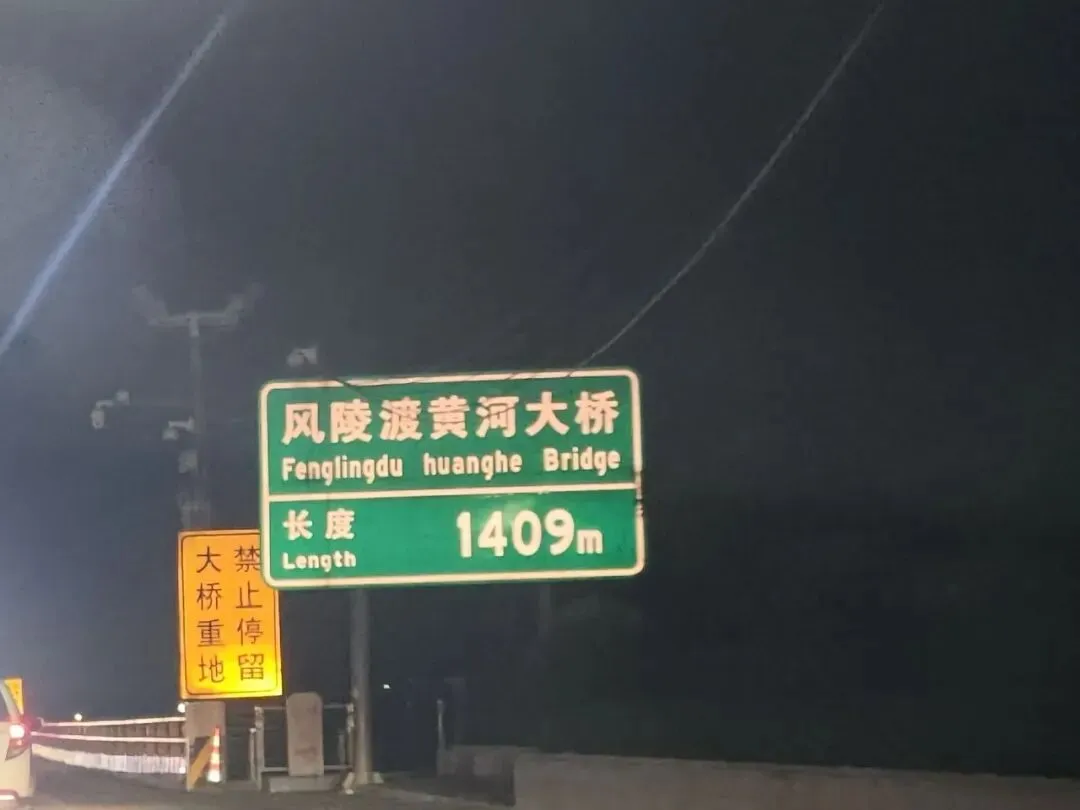 风陵渡黄河大桥
Fenglingdu huanghe Bridge
长度 1409m
Length
大桥重地
禁止停留